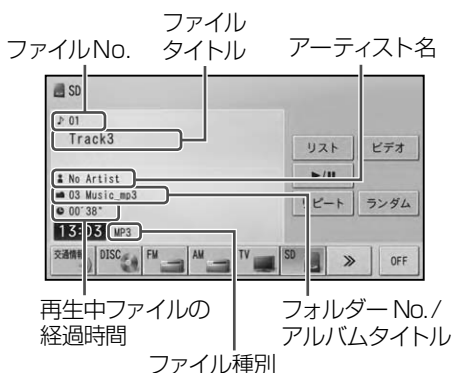 ファイル
ファイルNo.
タイトル
アーティスト名
SD
01
Track3
リスト
ビデオ
No Artist
▶/❚❚
03 Music_mp3
リピート
ランダム
00'38"
13:03
MP3
交通情報
DISC
FM
AM
TV
SD
≫
OFF
再生中ファイルの
経過時間
フォルダー No./
アルバムタイトル
ファイル種別